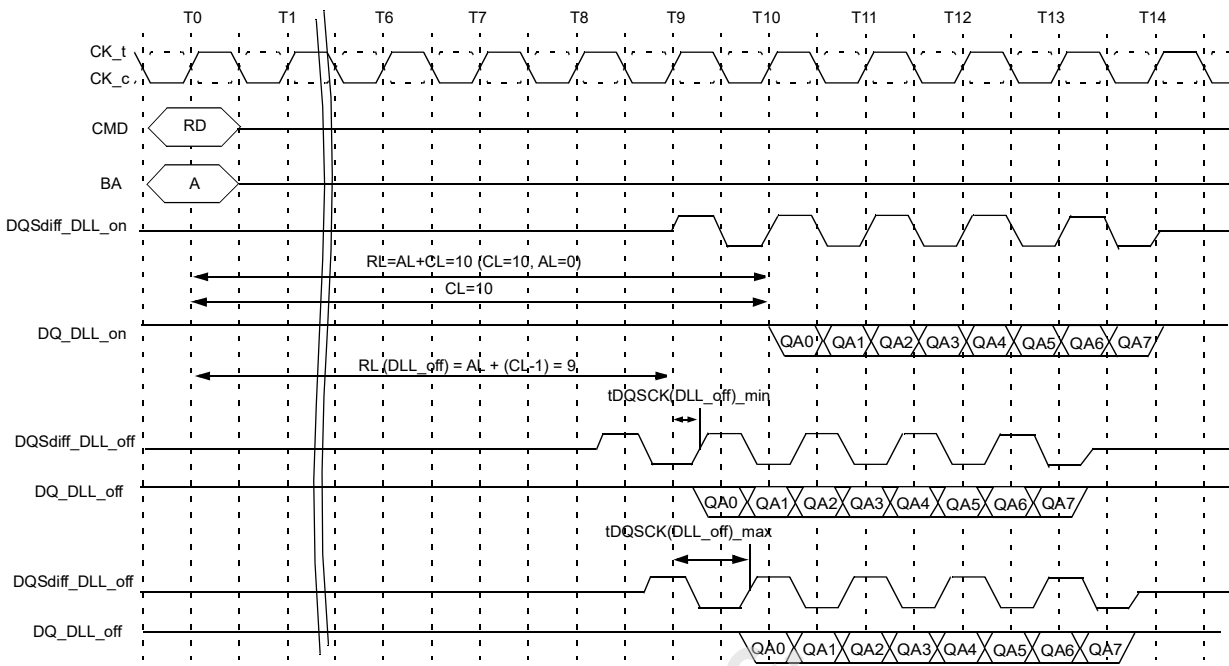 T0 T1 T6 T7 T8 T9 T10 T11 T12 T13 T14
CK_t
CK_c
CMD RD
BA A
DQSdiff_DLL_on
RL=AL+CL=10 (CL=10, AL=0)
CL=10
DQ_DLL_on QA0 QA1 QA2 QA3 QA4 QA5 QA6 QA7
RL (DLL_off) = AL + (CL-1) = 9
tDQSCK(DLL_off)_min
DQSdiff_DLL_off
DQ_DLL_off QA0 QA1 QA2 QA3 QA4 QA5 QA6 QA7
tDQSCK(DLL_off)_max
DQSdiff_DLL_off
DQ_DLL_off QA0 QA1 QA2 QA3 QA4 QA5 QA6 QA7